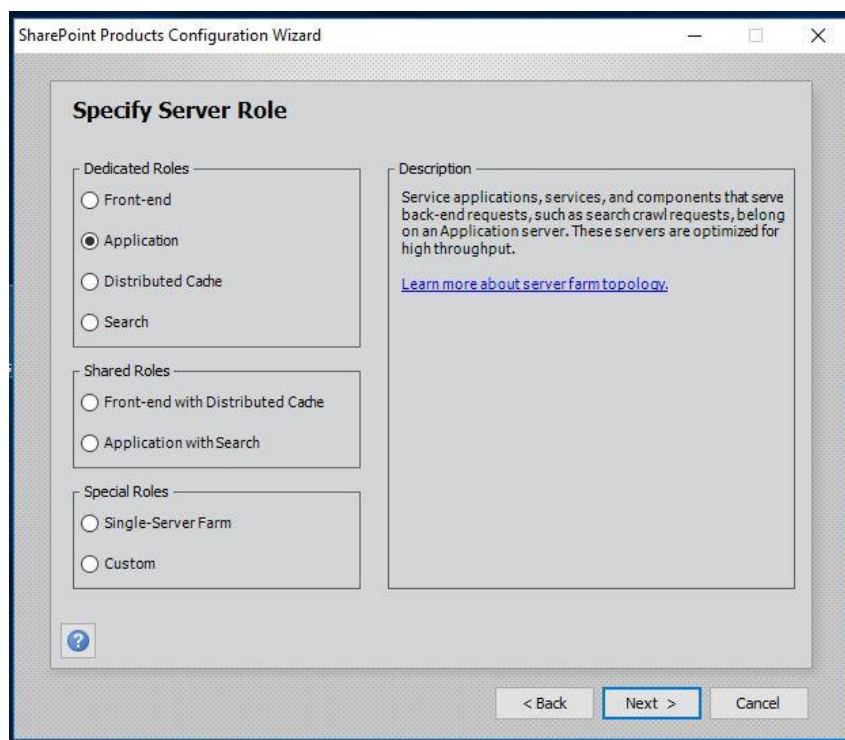 SharePoint Products Configuration Wizard
Specify Server Role
Dedicated Roles
Front-end
Application
Distributed Cache
Search
Shared Roles
Front-end with Distributed Cache
Application with Search
Special Roles
Single-Server Farm
Custom
Description
Service applications, services, and components that serve
back-end requests, such as search crawl requests, belong
on an Application server. These servers are optimized for
high throughput.
Learn more about server farm topology.
?
< Back
Next >
Cancel